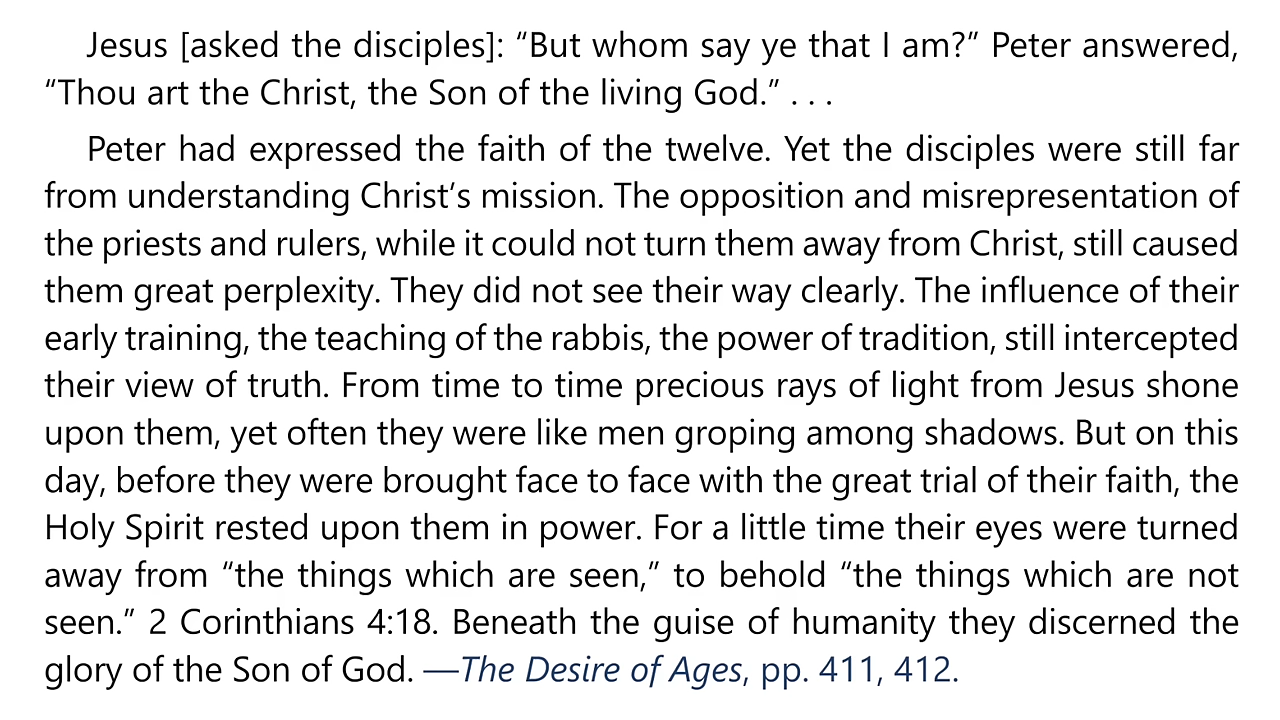 Jesus [asked the disciples]: “But whom say ye that I am?” Peter answered,
“Thou art the Christ, the Son of the living God.” . . .
Peter had expressed the faith of the twelve. Yet the disciples were still far
from understanding Christ’s mission. The opposition and misrepresentation of
the priests and rulers, while it could not turn them away from Christ, still caused
them great perplexity. They did not see their way clearly. The influence of their
early training, the teaching of the rabbis, the power of tradition, still intercepted
their view of truth. From time to time precious rays of light from Jesus shone
upon them, yet often they were like men groping among shadows. But on this
day, before they were brought face to face with the great trial of their faith, the
Holy Spirit rested upon them in power. For a little time their eyes were turned
away from “the things which are seen,” to behold “the things which are not
seen.” 2 Corinthians 4:18. Beneath the guise of humanity they discerned the
glory of the Son of God. —The Desire of Ages, pp. 411, 412.